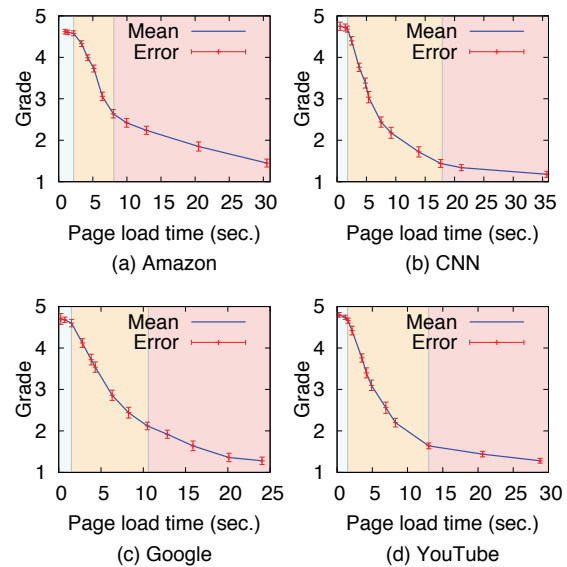 5
4
3
2
1
Grade
Mean
Error
0 5 10 15 20 25 30
Page load time (sec.)
(a) Amazon
5
4
3
2
1
Grade
Mean
Error
0 5 10 15 20 25 30 35
Page load time (sec.)
(b) CNN
5
4
3
2
1
Grade
Mean
Error
0 5 10 15 20 25
Page load time (sec.)
(c) Google
5
4
3
2
1
Grade
Mean
Error
0 5 10 15 20 25 30
Page load time (sec.)
(d) YouTube